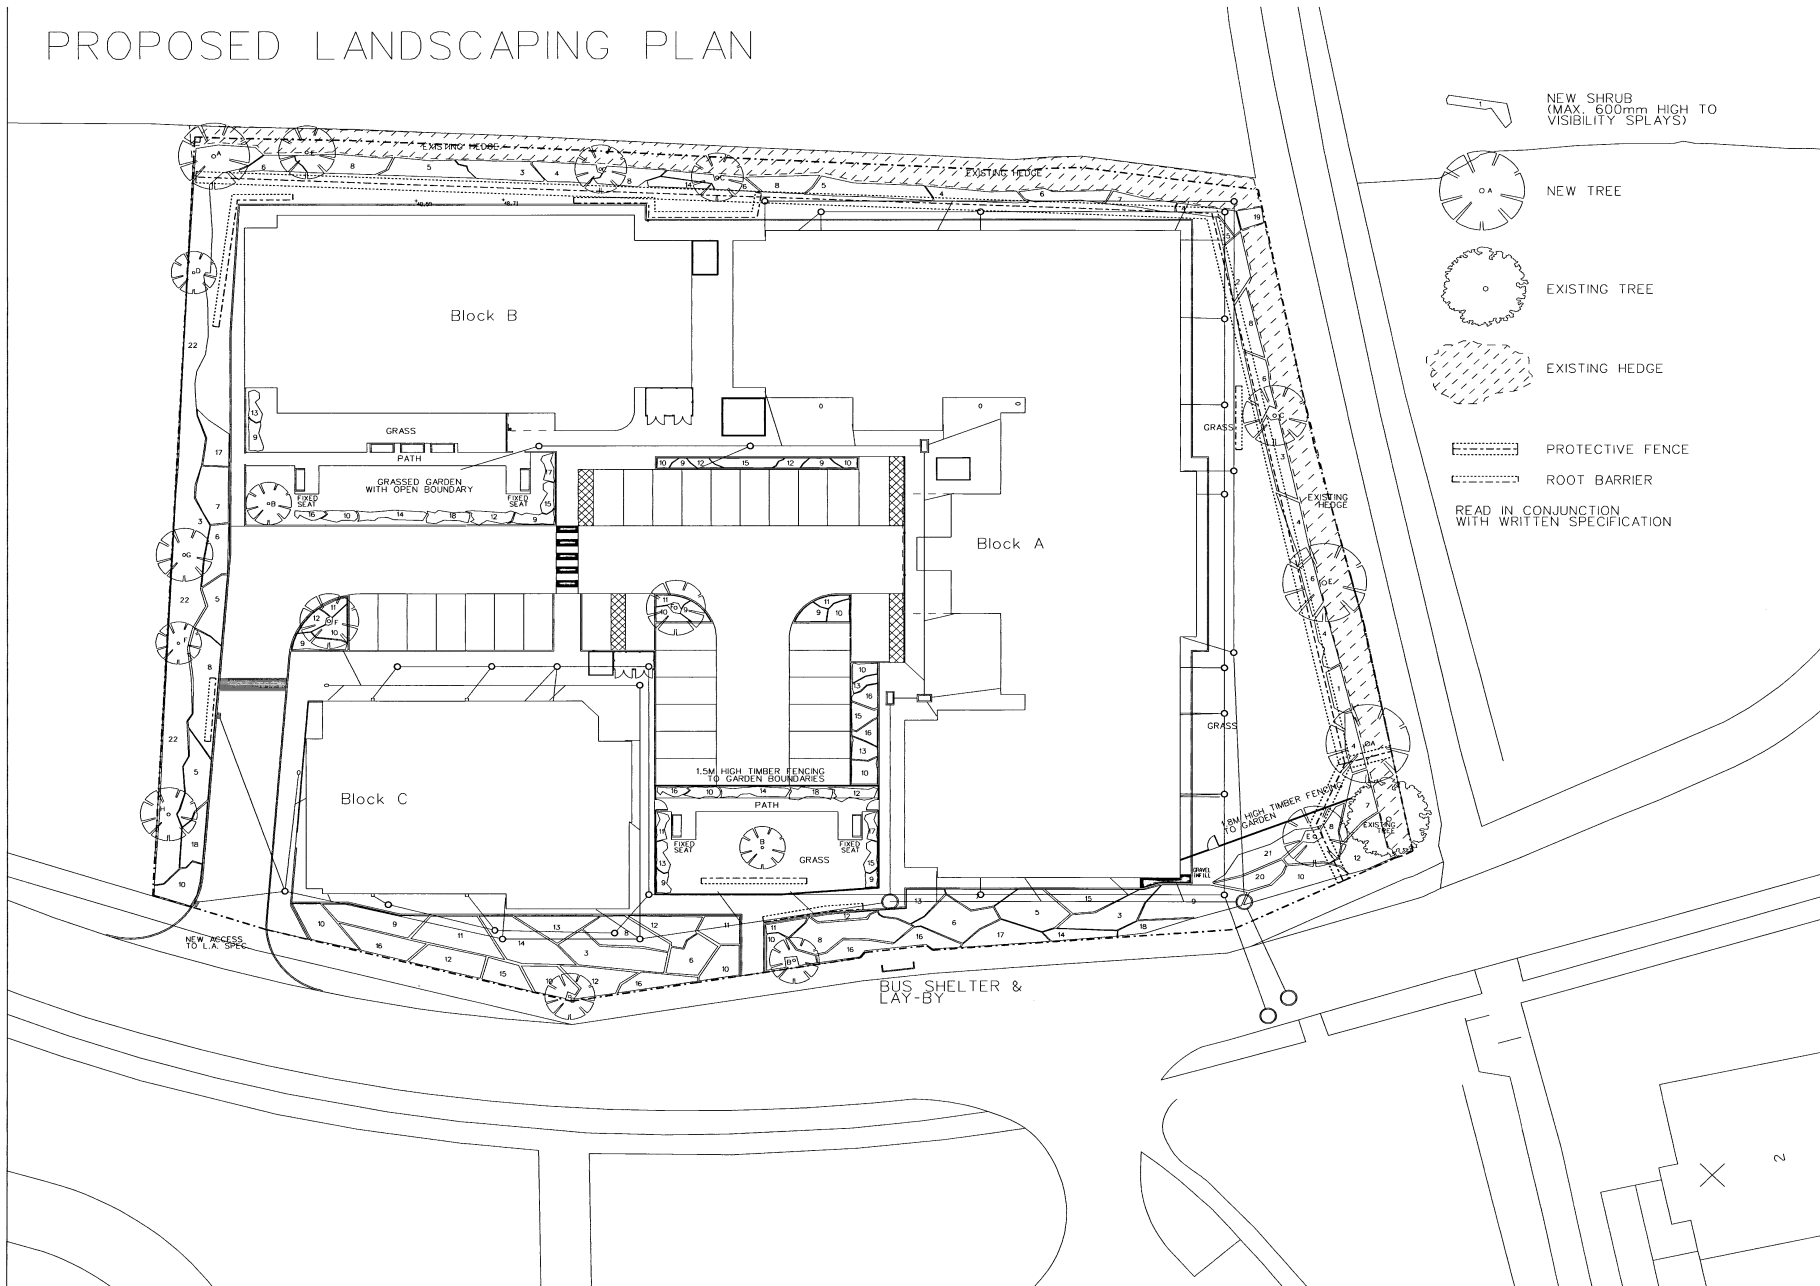 PROPOSED LANDSCAPING PLAN
NEW SHRUB
(MAX. 600mm HIGH TO
VISIBILITY SPLAYS)
NEW TREE
EXISTING TREE
EXISTING HEDGE
PROTECTIVE FENCE
ROOT BARRIER
READ IN CONJUNCTION
WITH WRITTEN SPECIFICATION
EXISTING HEDGE
EXISTING HEDGE
Block B
GRASS
PATH
GRASSED GARDEN
WITH OPEN BOUNDARY
FIXED
SEAT
FIXED
SEAT
Block A
GRASS
EXISTING
HEDGE
GRASS
Block C
1.5M HIGH TIMBER FENCING
TO GARDEN BOUNDARIES
PATH
FIXED
SEAT
FIXED
SEAT
GRASS
1.8M HIGH TIMBER FENCING
TO GARDEN
EXISTING
TREE
GRAVEL
INFILL
NEW ACCESS
TO L.A. SPEC
BUS SHELTER &
LAY-BY
2